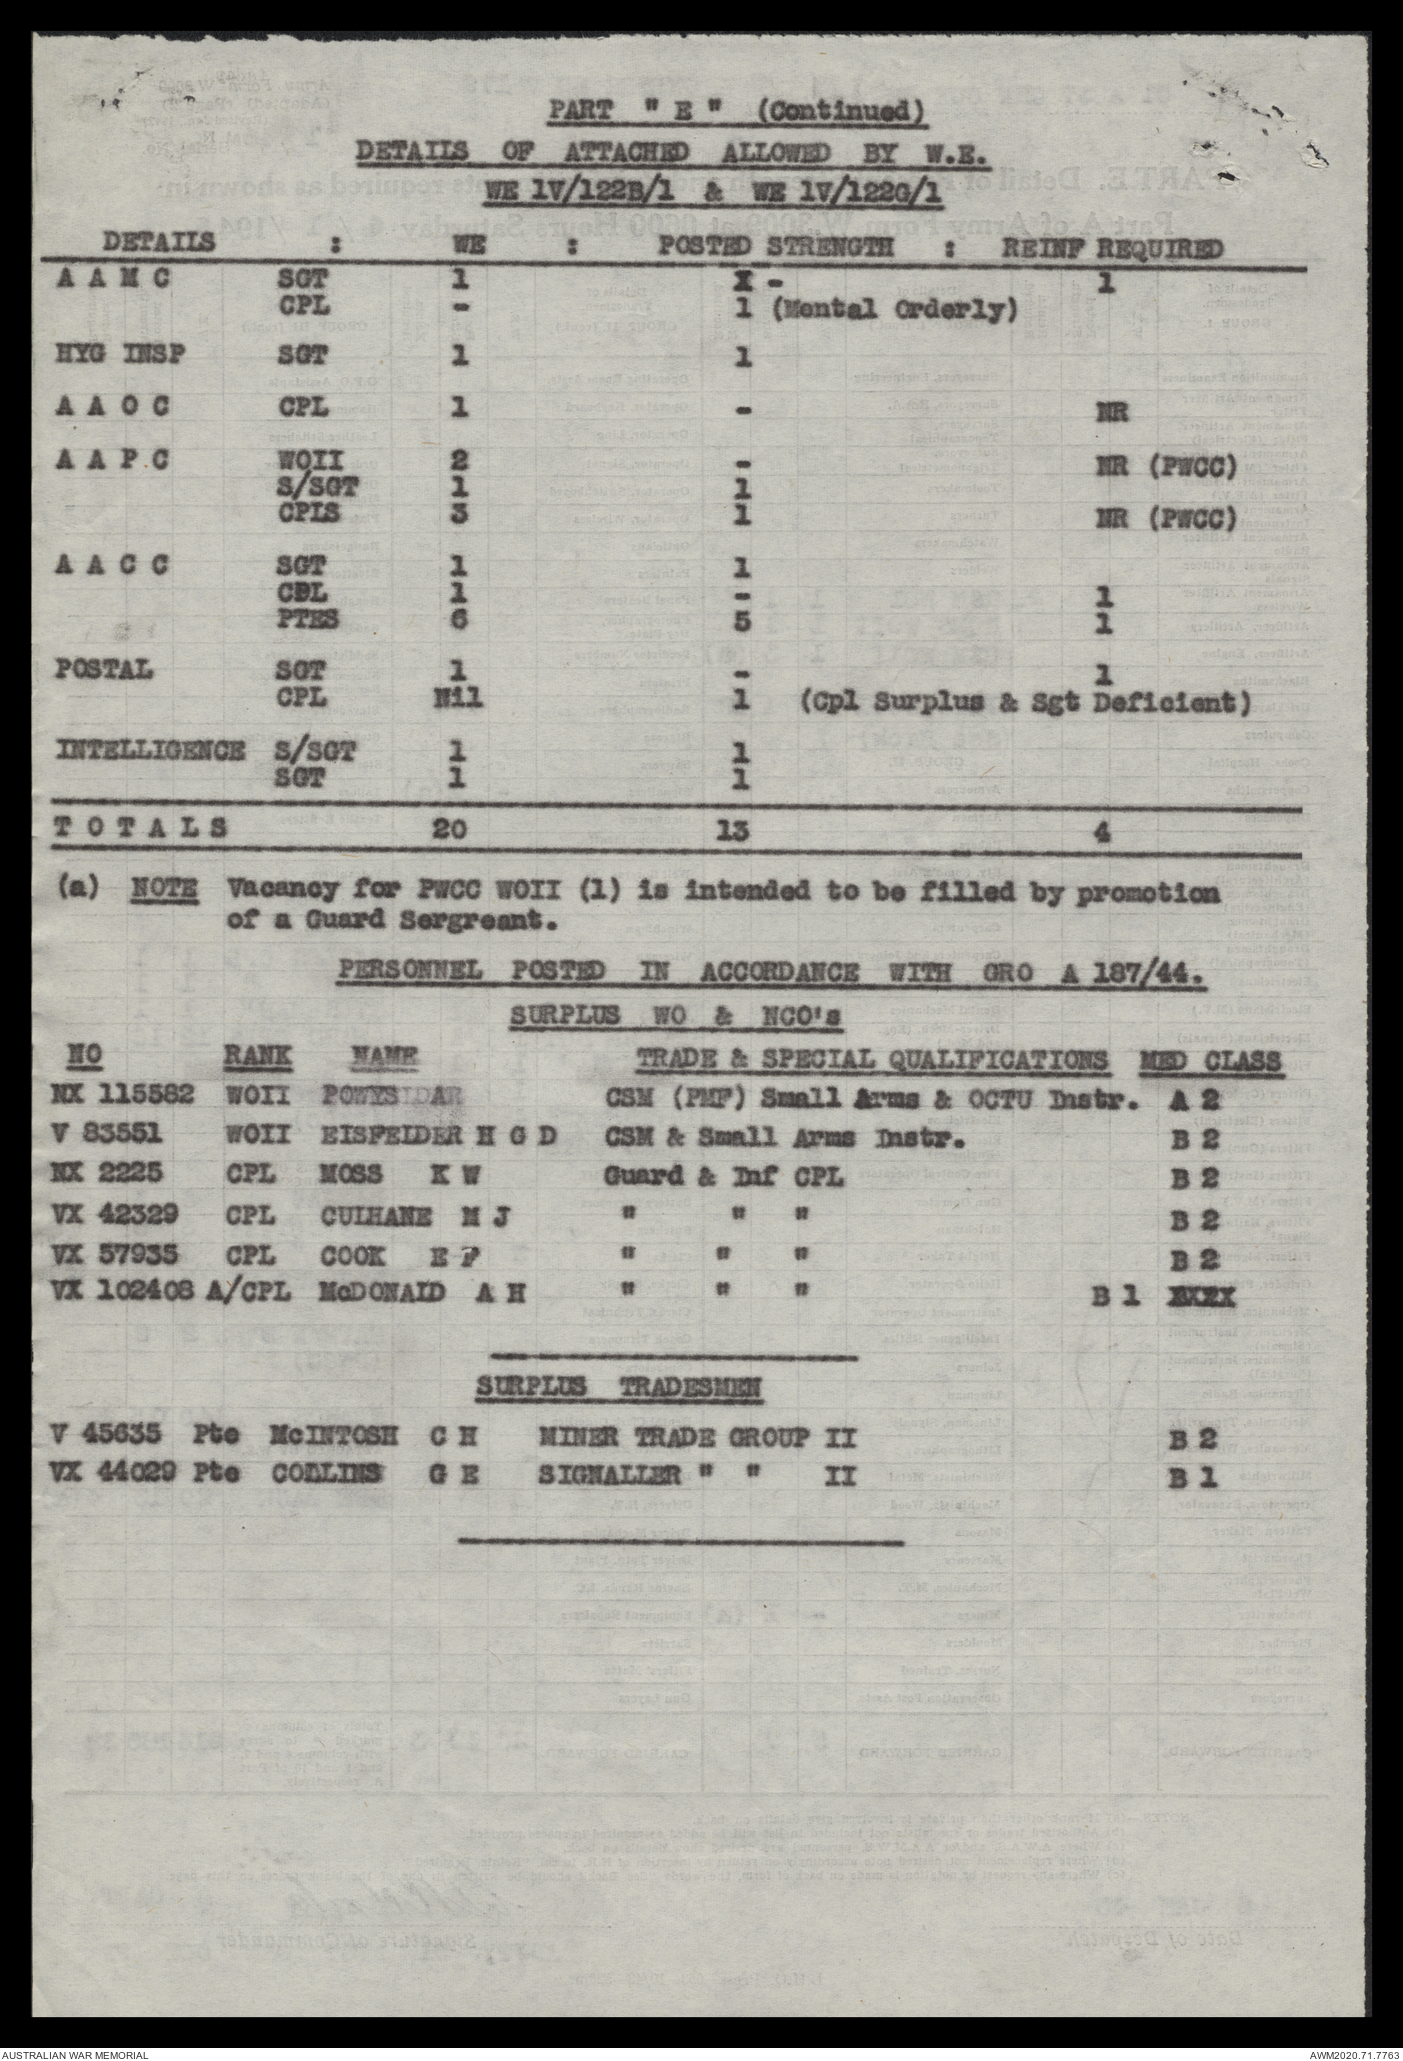 PART " E " (Continued)
DETAILS OF ATTACHED ALLOWED BY W.E.
WE 1V/122B/1 & WE 1V/122G/1
DETAILS : WE : POSTED STRENGTH : REINF REQUIRED
A A M C SGT 1 X - 1
CPL - 1 (Mental Orderly)
HYG INSP SGT 1 1
A A O C CPL 1 - NR
A A P C WOII 2 - NR (PWCC)
S/SGT 1 1
CPLS 3 1 NR (PWCC)
A A C C SGT 1 1
CPL 1 - 1
PTES 6 5 1
POSTAL SGT 1 - 1
CPL Nil 1 (Cpl Surplus & Sgt Deficient)
INTELLIGENCE S/SGT 1 1
SGT 1 1
T O T A L S 20 13 4
(a) NOTE Vacancy for PWCC WOII (1) is intended to be filled by promotion
of a Guard Sergreant.
PERSONNEL POSTED IN ACCORDANCE WITH GRO A 187/44.
SURPLUS WO & NCO's
NO RANK NAME TRADE & SPECIAL QUALIFICATIONS MED CLASS
NX 115582 WOII POWYS CSM (PMF) Small Arms & OCTU Instr. A 2
V 83551 WOII EISFELDER H G D CSM & Small Arms Instr. B 2
NX 2225 CPL MOSS K W Guard & Inf CPL B 2
VX 42329 CPL CULHANE M J " " " B 2
VX 57935 CPL COOK E F " " " B 2
VX 102408 A/CPL McDONALD A H " " " B 1
SURPLUS TRADESMEN
V 45635 Pte McINTOSH C H MINER TRADE GROUP II B 2
VX 44029 Pte COLLINS G E SIGNALLER " " II B 1
AUSTRALIAN WAR MEMORIAL AWM2020.71.7763